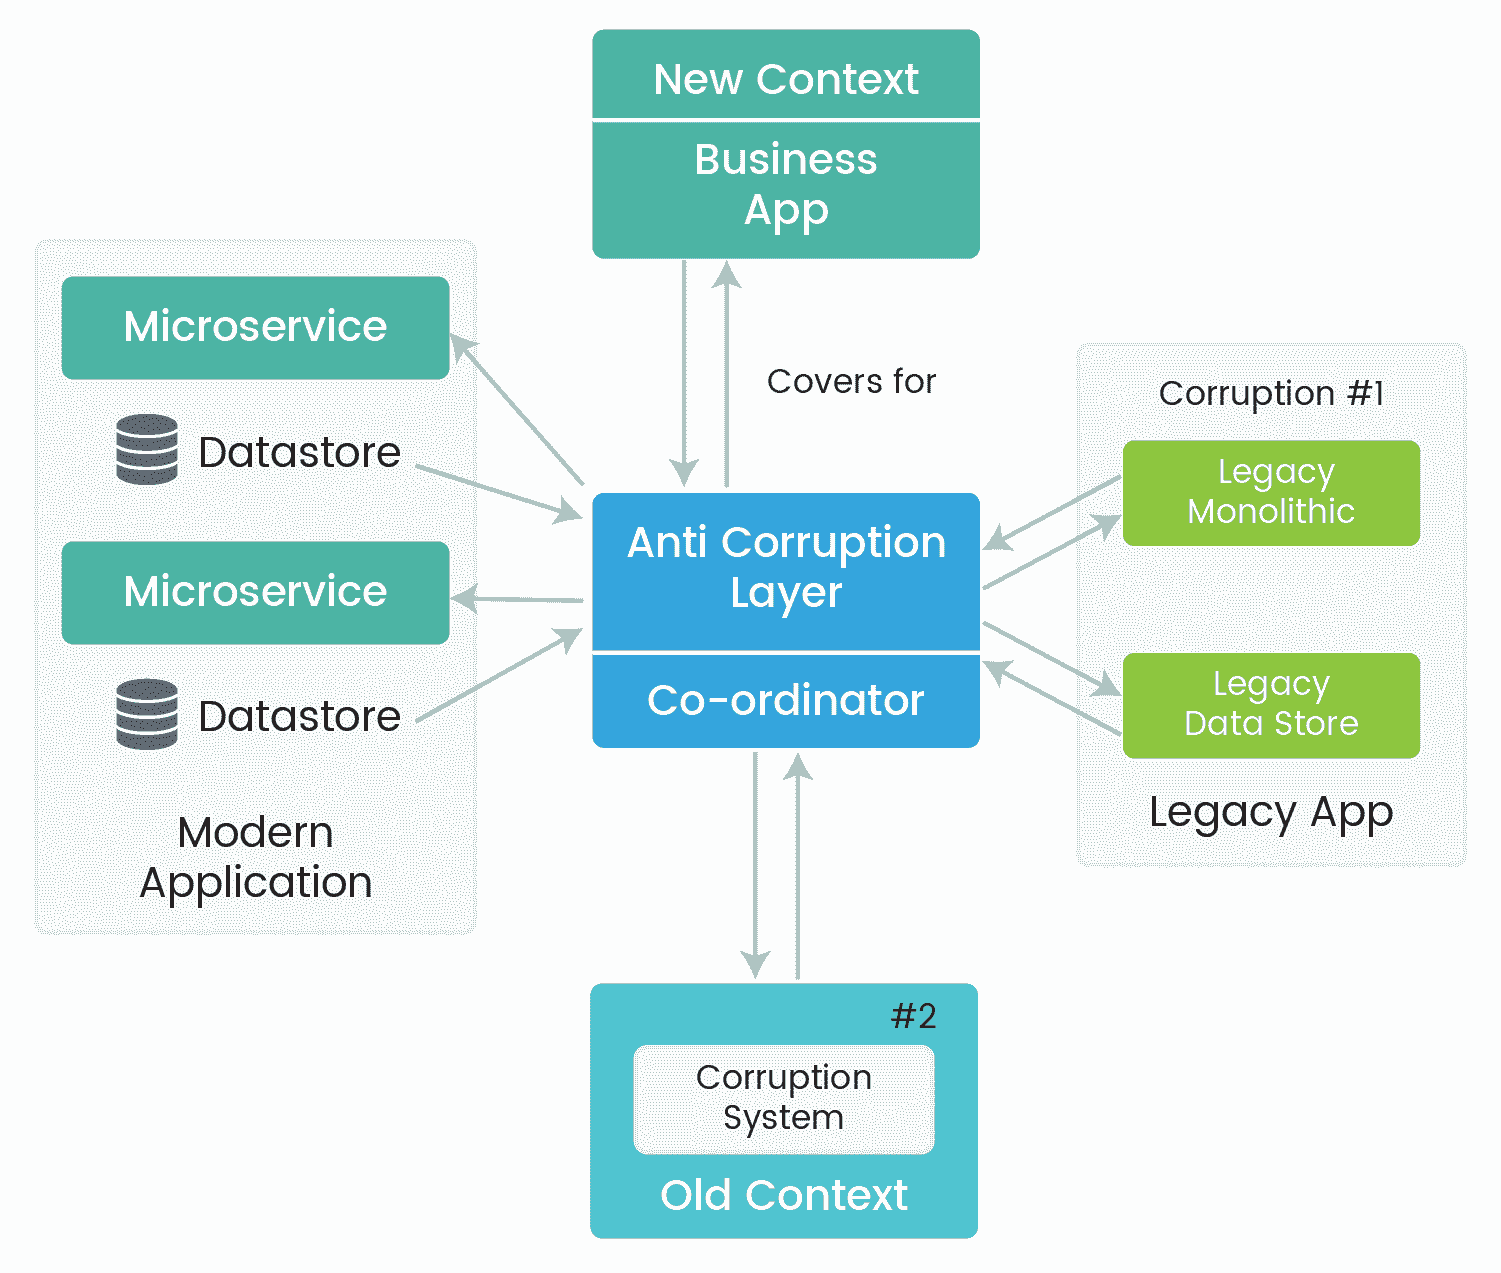 New Context
Business
App
Microservice
Datastore
Microservice
Datastore
Modern
Application
Covers for
Anti Corruption
Layer
Co-ordinator
Corruption #1
Legacy
Monolithic
Legacy
Data Store
Legacy App
#2
Corruption
System
Old Context